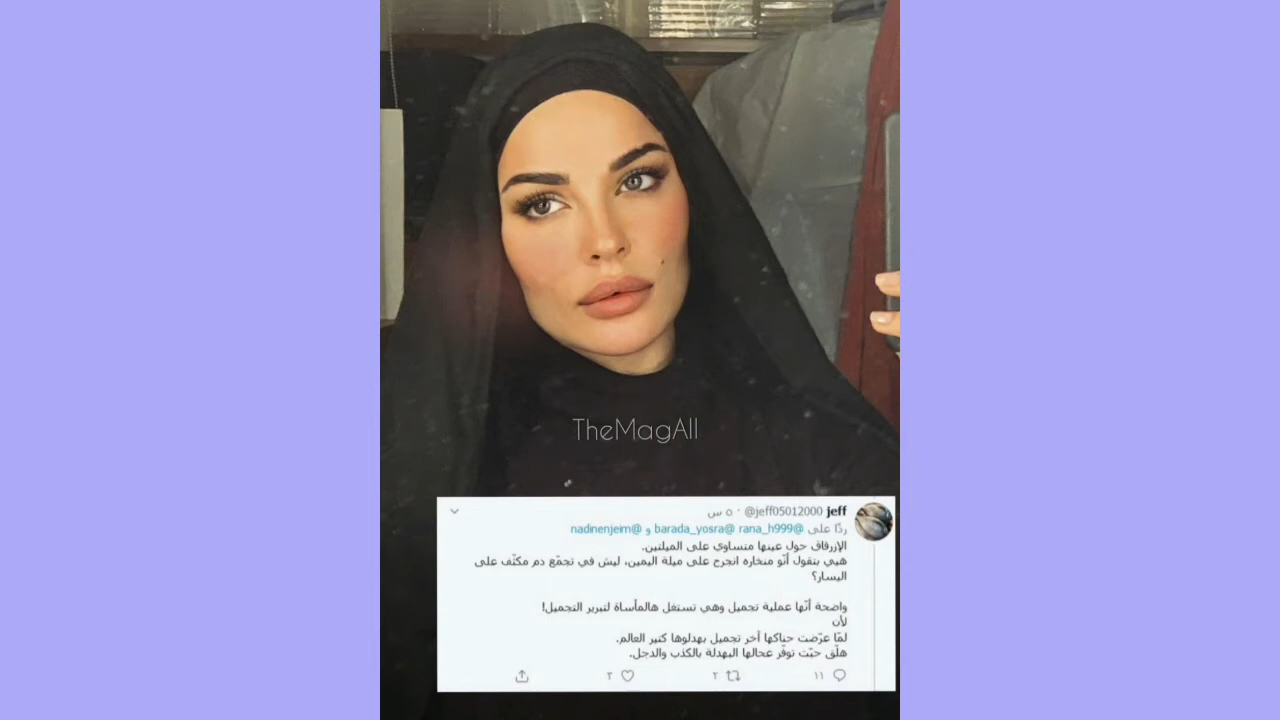 TheMagAll
jeff @jeff05012000 · ٥ س
ردًا على @rana_h999 @barada_yosra و @nadinenjeim
الإزرقاق حول عينها متساوي على الميلتين.
هيي بتقول أنّو منخاره انجرح على ميلة اليمين، ليش في تجمّع دم مكثّف على
اليسار؟
واضحة أنّها عملية تجميل وهي تستغل هالمأساة لتبرير التجميل!
لأن
لمّا عرّضت حناكها آخر تجميل بهدلوها كتير العالم.
هلّق حبّت توفّر عحالها البهدلة بالكذب والدجل.
١١ ٢ ٣